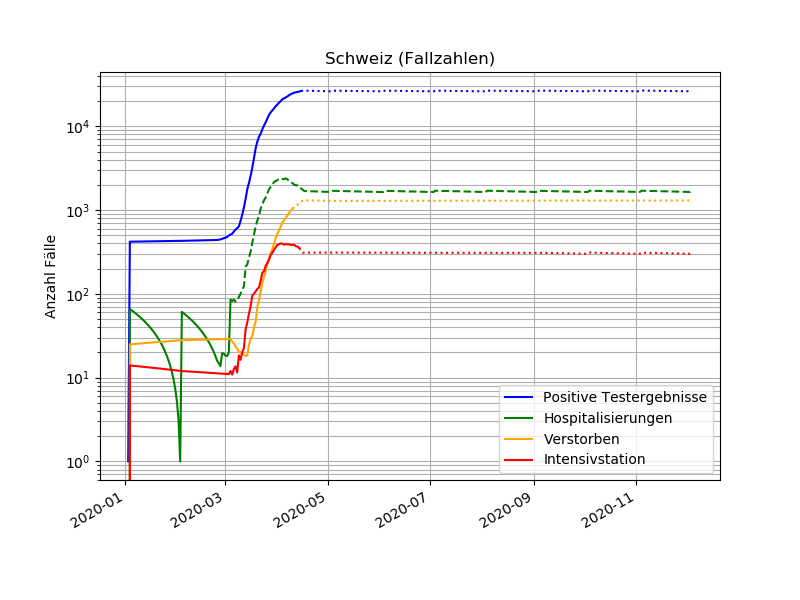 Schweiz (Fallzahlen)
Anzahl Fälle
10^4
10^3
10^2
10^1
10^0
2020-01
2020-03
2020-05
2020-07
2020-09
2020-11
Positive Testergebnisse
Hospitalisierungen
Verstorben
Intensivstation